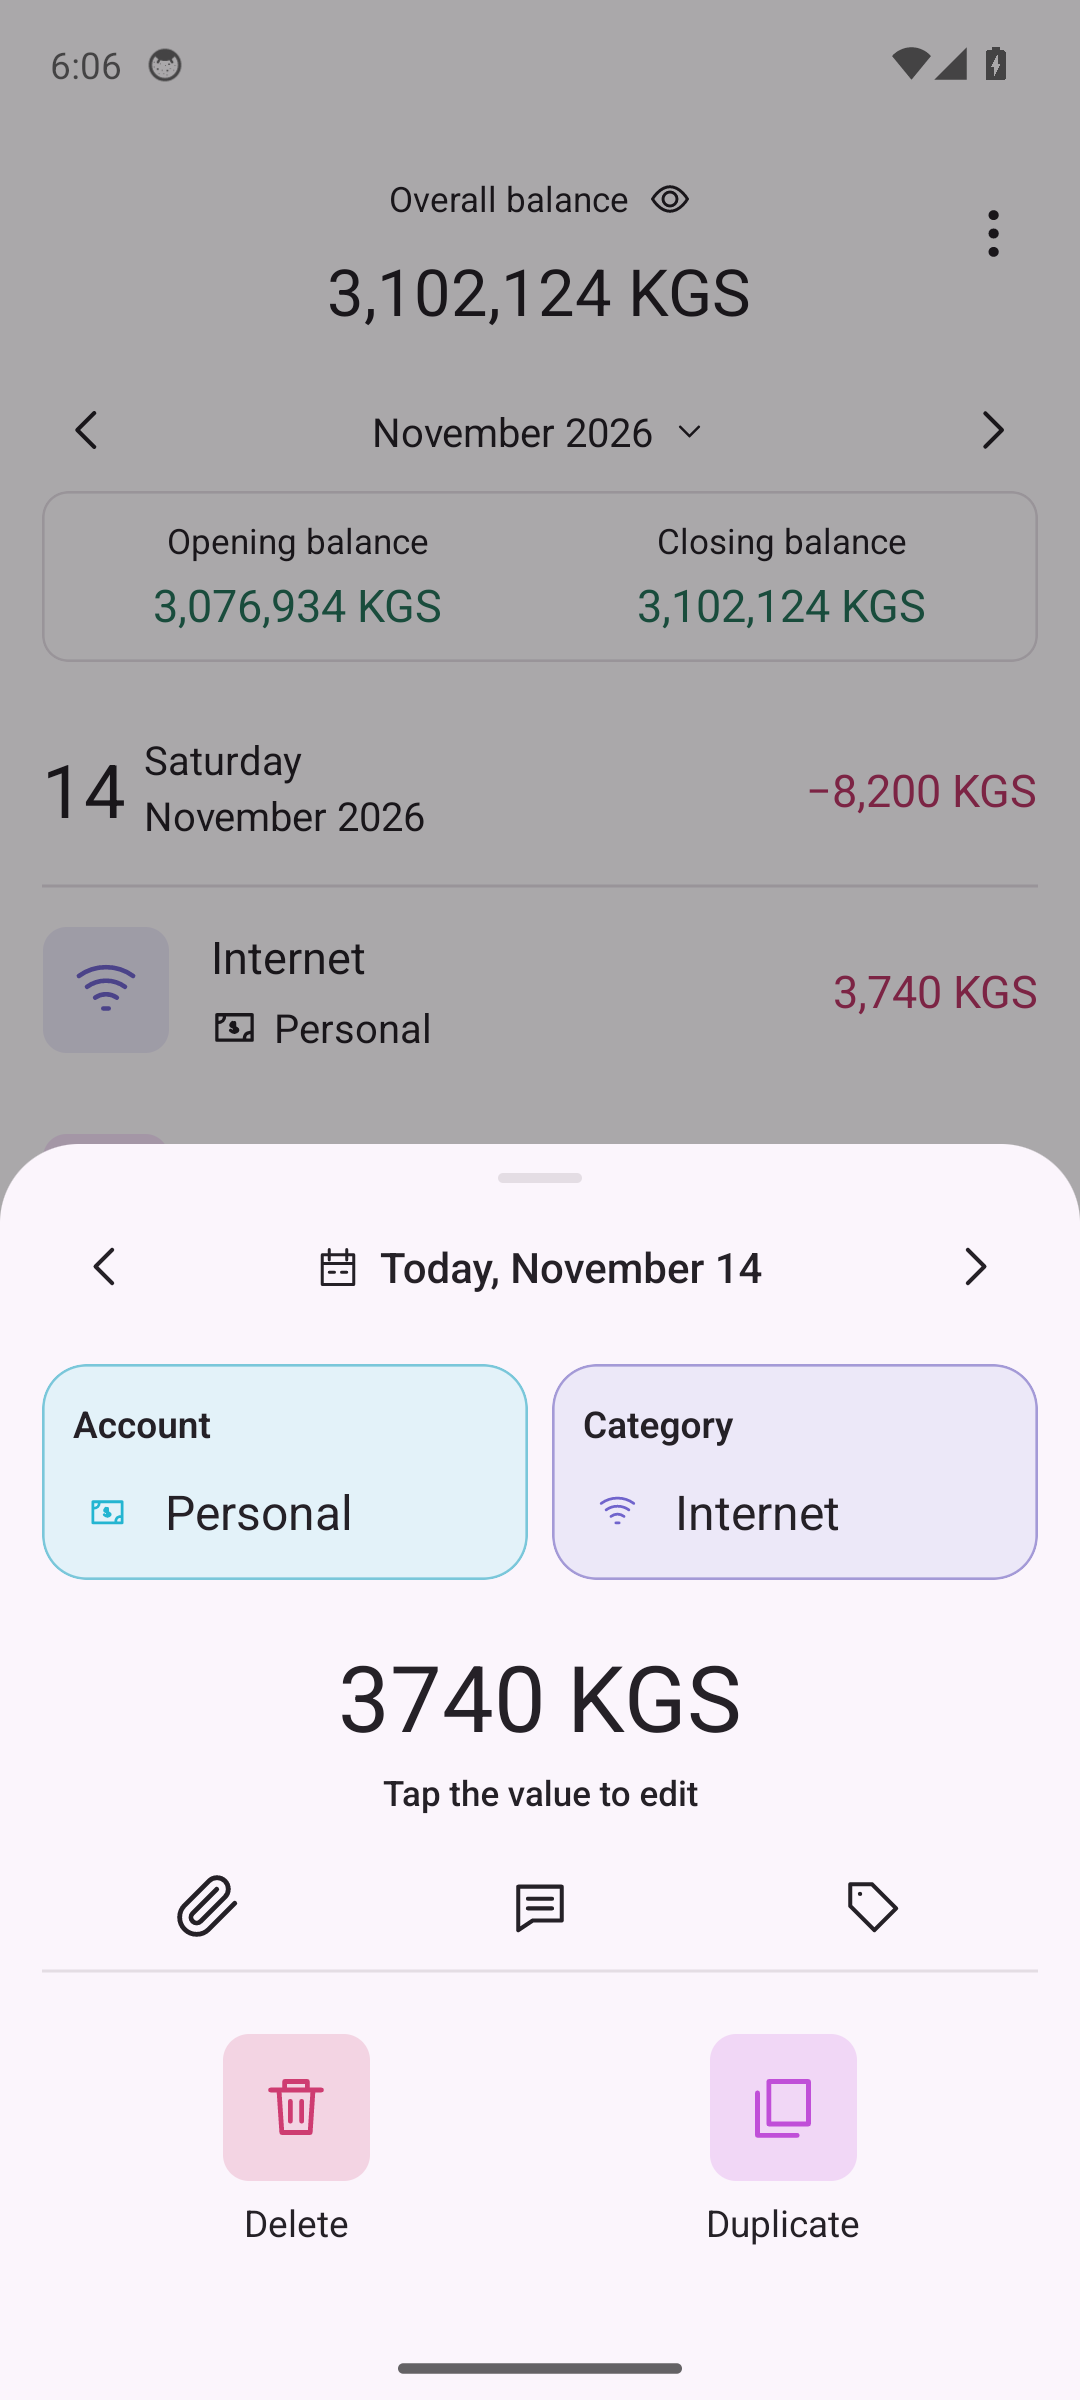 6:06
Overall balance
3,102,124 KGS
November 2026
Opening balance
Closing balance
3,076,934 KGS
3,102,124 KGS
14
Saturday
November 2026
−8,200 KGS
Internet
Personal
3,740 KGS
Today, November 14
Account
Personal
Category
Internet
3740 KGS
Tap the value to edit
Delete
Duplicate